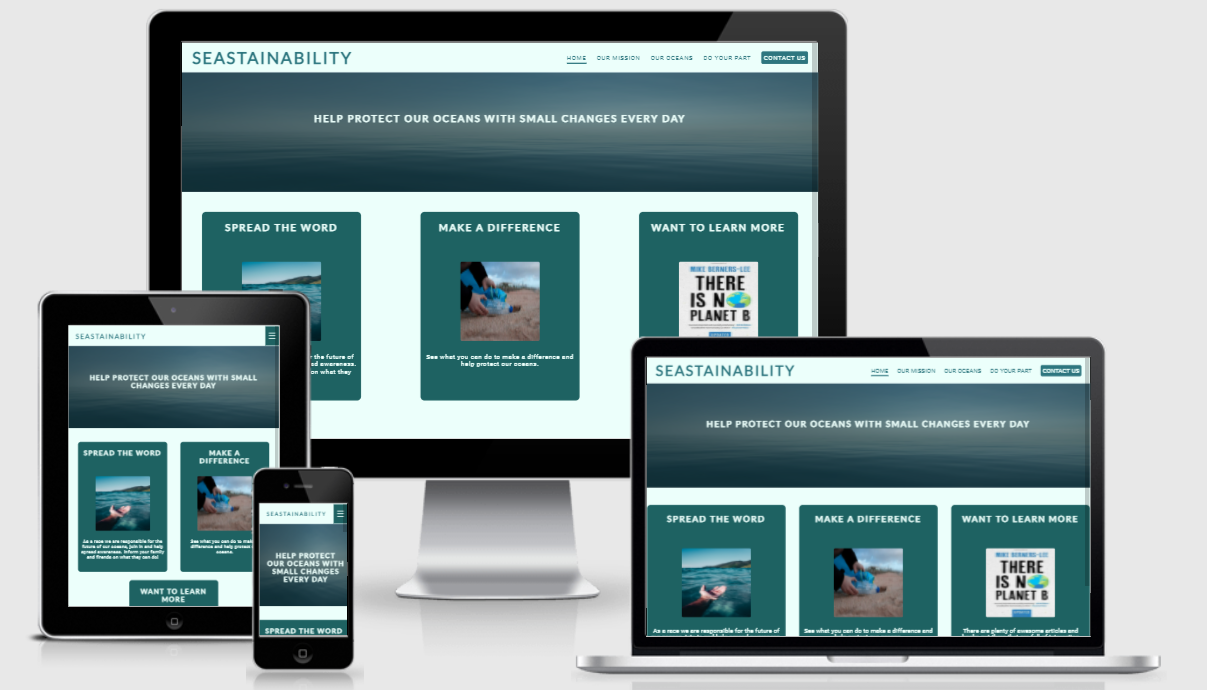 SEASTAINABILITY
HOME OUR MISSION OUR OCEANS DO YOUR PART CONTACT US
HELP PROTECT OUR OCEANS WITH SMALL CHANGES EVERY DAY
SPREAD THE WORD
MAKE A DIFFERENCE
WANT TO LEARN MORE
MIKE BERNERS-LEE
THERE
IS NO
PLANET B
r the future of
ed awareness.
on what they
See what you can do to make a difference and
help protect our oceans.
SEASTAINABILITY
HELP PROTECT OUR OCEANS WITH SMALL
CHANGES EVERY DAY
SPREAD THE WORD
MAKE A
DIFFERENCE
As a race we are responsible for the
future of our oceans, join in and help
spread awareness. Inform your family
and friends on what they can do!
See what you can do to make a
difference and help protect
oceans.
WANT TO LEARN
MORE
SEASTAINABILITY
HELP PROTECT
OUR OCEANS WITH
SMALL CHANGES
EVERY DAY
SPREAD THE WORD
SEASTAINABILITY
HOME OUR MISSION OUR OCEANS DO YOUR PART CONTACT US
HELP PROTECT OUR OCEANS WITH SMALL CHANGES EVERY DAY
SPREAD THE WORD
MAKE A DIFFERENCE
WANT TO LEARN MORE
MIKE BERNERS-LEE
THERE
IS NO
PLANET B
As a race we are responsible for the future of
See what you can do to make a difference and
There are plenty of awesome articles and